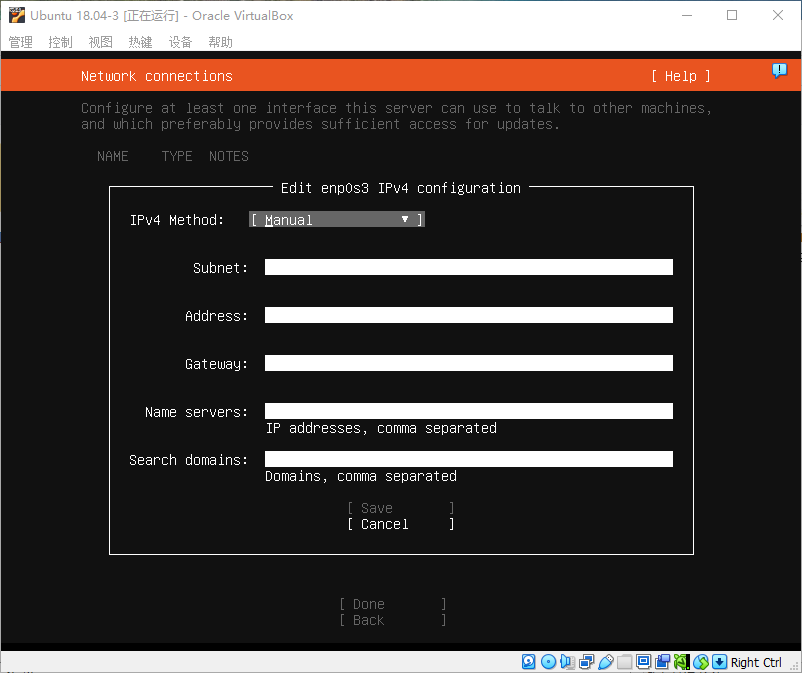 Ubuntu 18.04-3 [正在运行] - Oracle VirtualBox
管理 控制 视图 热键 设备 帮助
Network connections [ Help ]
Configure at least one interface this server can use to talk to other machines,
and which preferably provides sufficient access for updates.
NAME TYPE NOTES
Edit enp0s3 IPv4 configuration
IPv4 Method: [ Manual ▼ ]
Subnet:
Address:
Gateway:
Name servers:
IP addresses, comma separated
Search domains:
Domains, comma separated
[ Save ]
[ Cancel ]
[ Done ]
[ Back ]
Right Ctrl